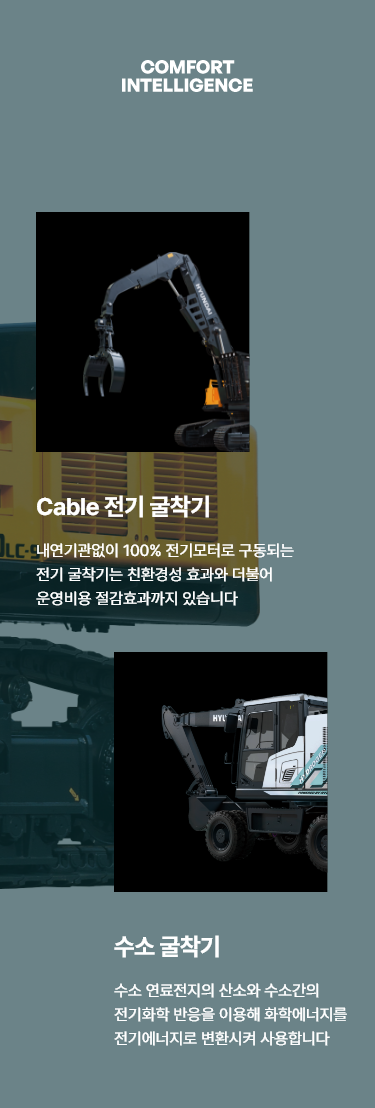 COMFORT
INTELLIGENCE
HYUNDAI
Cable 전기 굴착기
내연기관없이 100% 전기모터로 구동되는
전기 굴착기는 친환경성 효과와 더불어
운영비용 절감효과까지 있습니다
수소 굴착기
수소 연료전지의 산소와 수소간의
전기화학 반응을 이용해 화학에너지를
전기에너지로 변환시켜 사용합니다